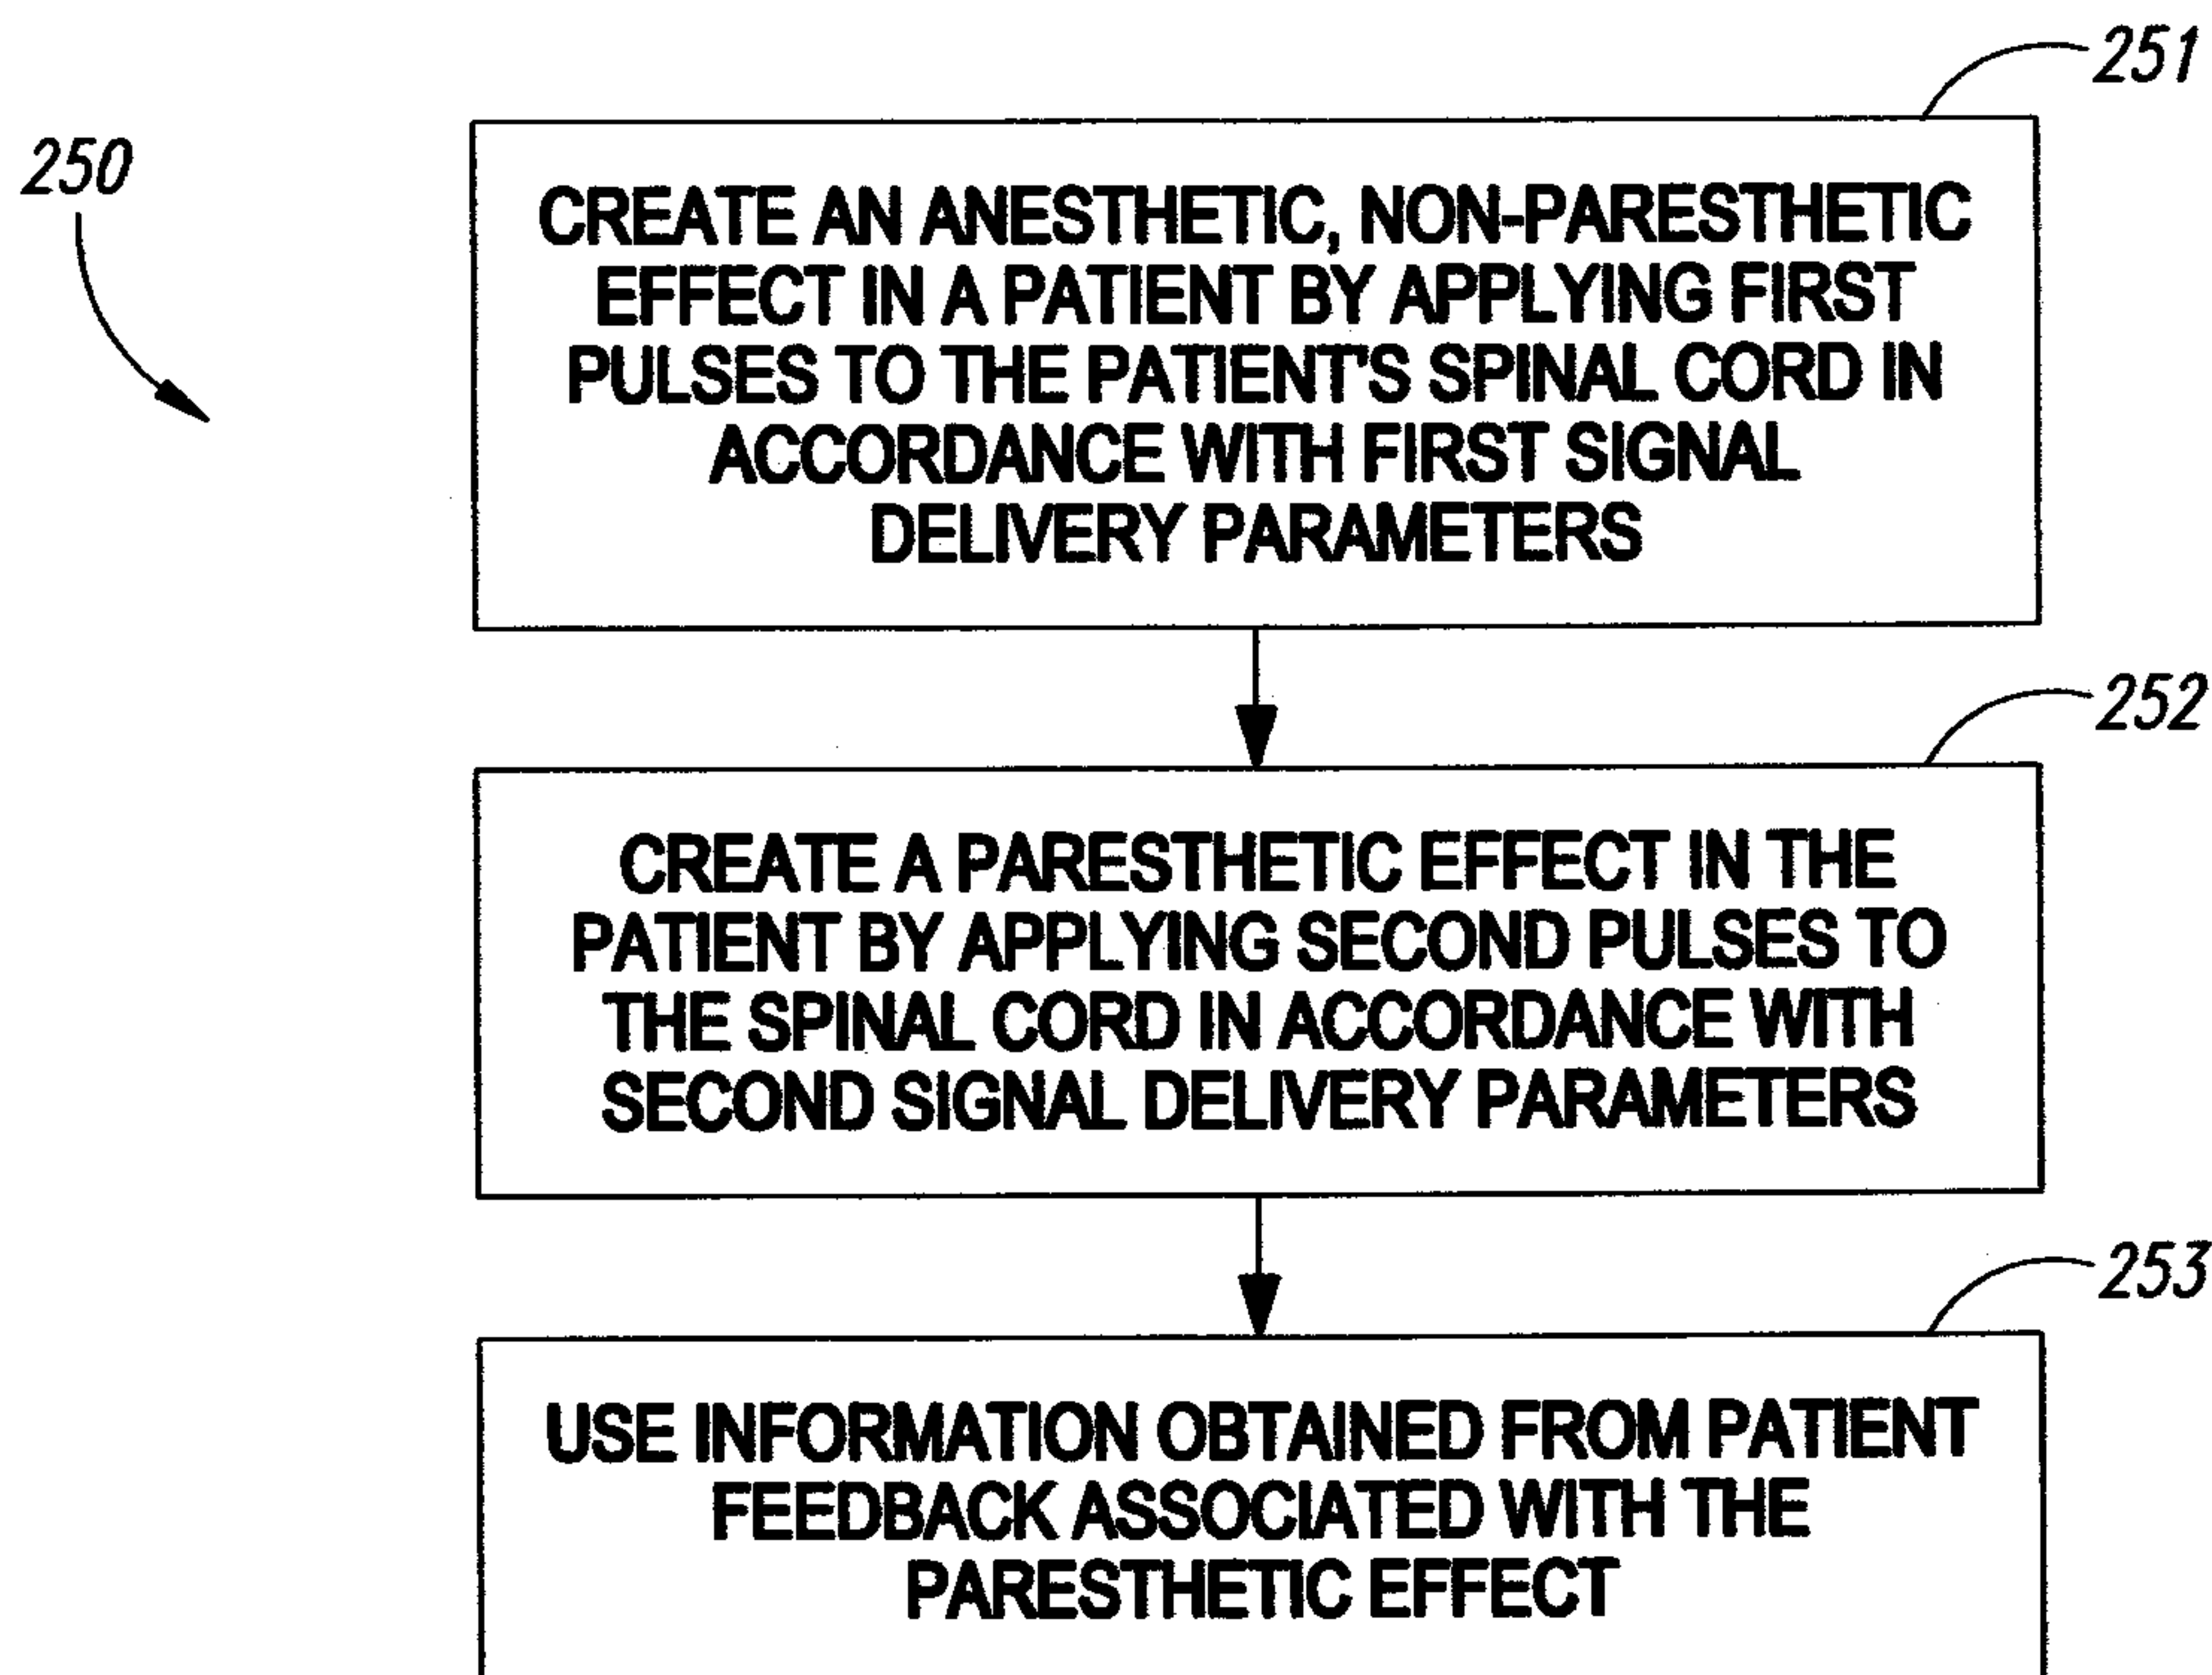 251
250
CREATE AN ANESTHETIC, NON-PARESTHETIC
EFFECT IN A PATIENT BY APPLYING FIRST
PULSES TO THE PATIENT'S SPINAL CORD IN
ACCORDANCE WITH FIRST SIGNAL
DELIVERY PARAMETERS
252
CREATE A PARESTHETIC EFFECT IN THE
PATIENT BY APPLYING SECOND PULSES TO
THE SPINAL CORD IN ACCORDANCE WITH
SECOND SIGNAL DELIVERY PARAMETERS
253
USE INFORMATION OBTAINED FROM PATIENT
FEEDBACK ASSOCIATED WITH THE
PARESTHETIC EFFECT